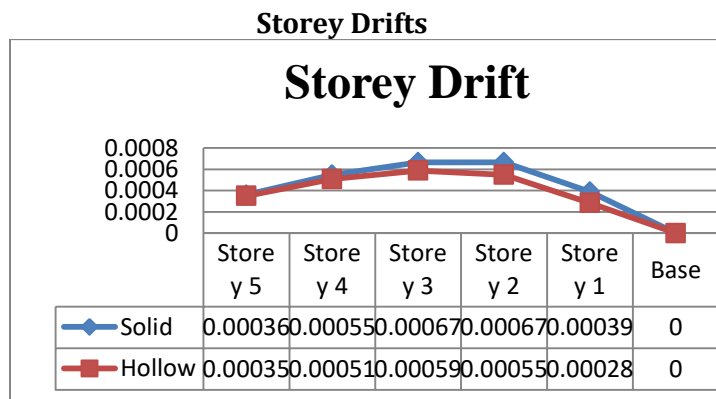 Storey Drifts
Storey Drift
0.0008
0.0006
0.0004
0.0002
0
Store Store Store Store Store Base
y 5 y 4 y 3 y 2 y 1
Solid 0.00036 0.00055 0.00067 0.00067 0.00039 0
Hollow 0.00035 0.00051 0.00059 0.00055 0.00028 0